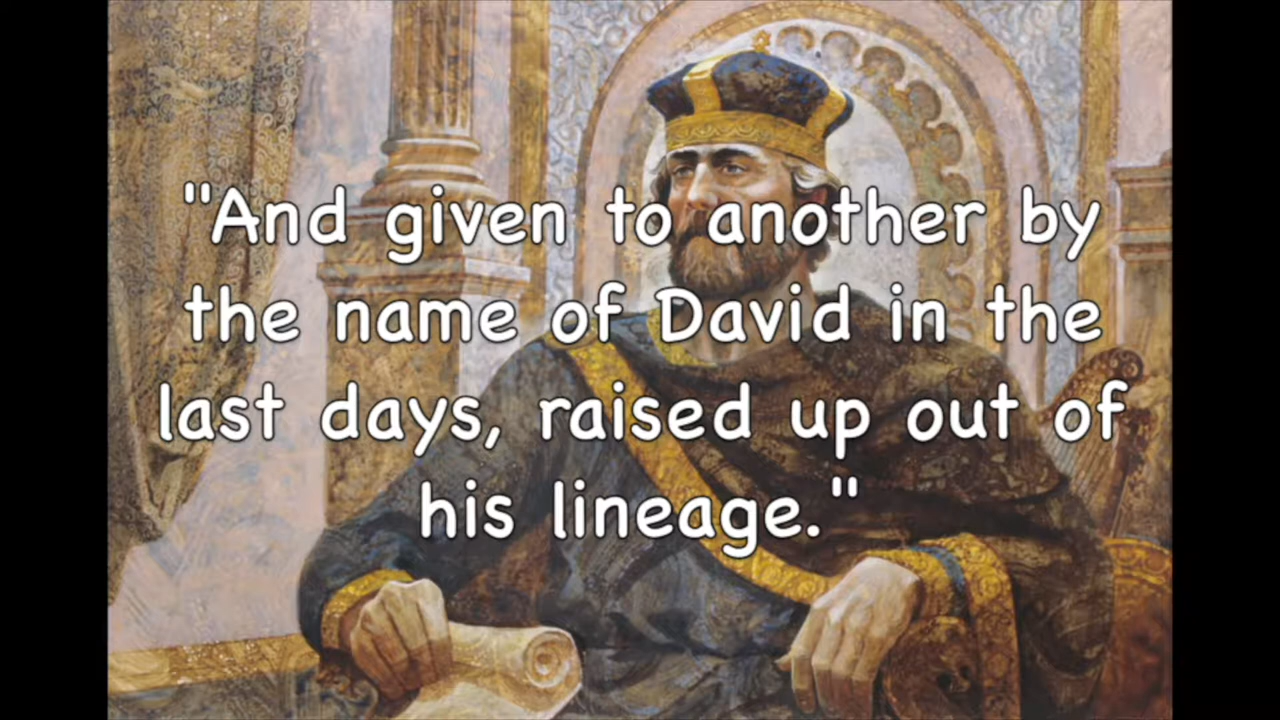 "And given to another by
the name of David in the
last days, raised up out of
his lineage."